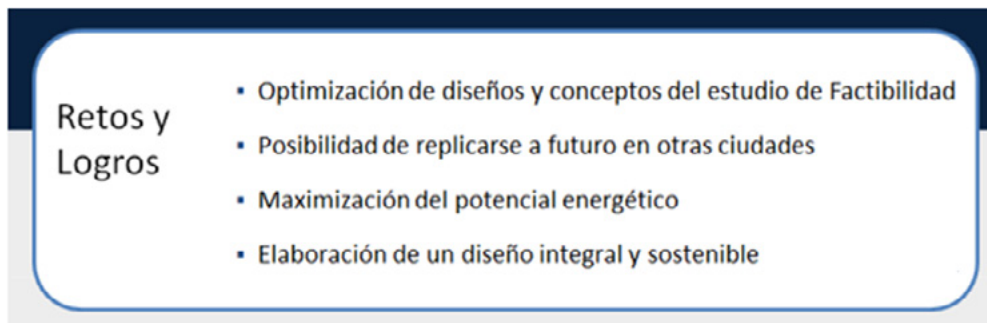 Retos y
Logros
▪ Optimización de diseños y conceptos del estudio de Factibilidad
▪ Posibilidad de replicarse a futuro en otras ciudades
▪ Maximización del potencial energético
▪ Elaboración de un diseño integral y sostenible